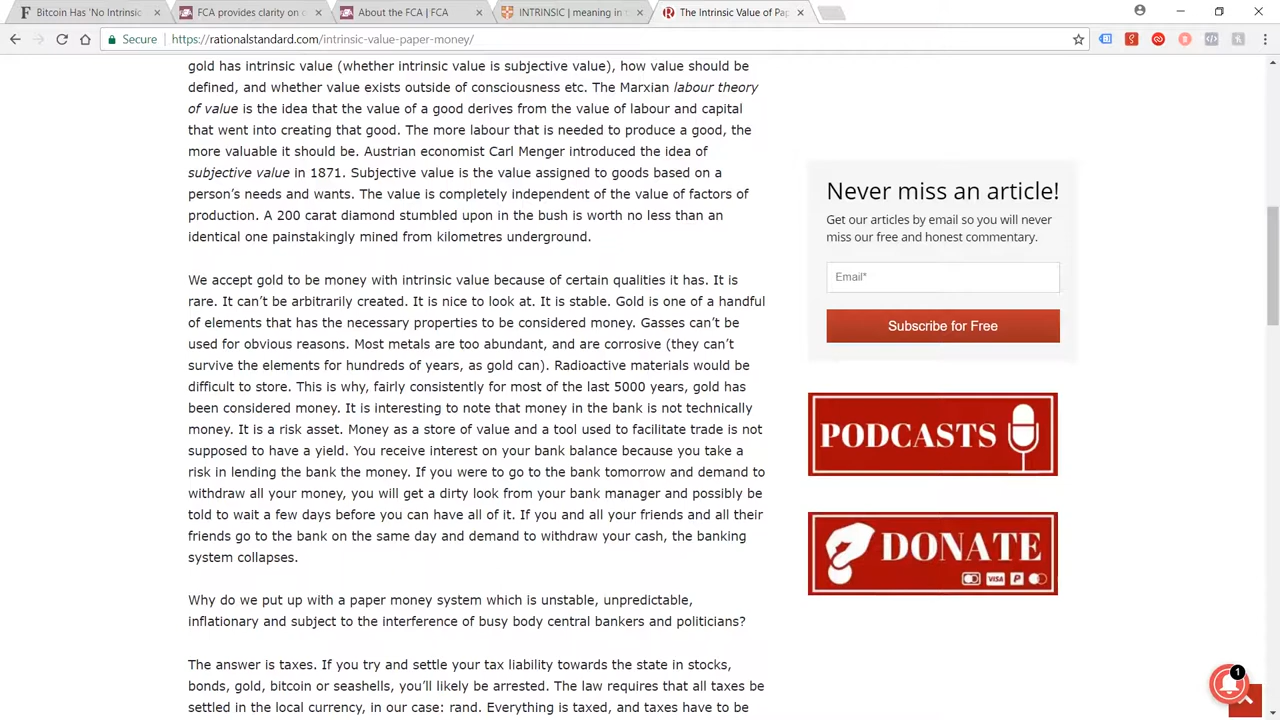 Bitcoin Has 'No Intrinsic
FCA provides clarity on c
About the FCA | FCA
INTRINSIC | meaning in t
The Intrinsic Value of Pap
Secure
https://rationalstandard.com/intrinsic-value-paper-money/
gold has intrinsic value (whether intrinsic value is subjective value), how value should be
defined, and whether value exists outside of consciousness etc. The Marxian labour theory
of value is the idea that the value of a good derives from the value of labour and capital
that went into creating that good. The more labour that is needed to produce a good, the
more valuable it should be. Austrian economist Carl Menger introduced the idea of
subjective value in 1871. Subjective value is the value assigned to goods based on a
person's needs and wants. The value is completely independent of the value of factors of
production. A 200 carat diamond stumbled upon in the bush is worth no less than an
identical one painstakingly mined from kilometres underground.
We accept gold to be money with intrinsic value because of certain qualities it has. It is
rare. It can't be arbitrarily created. It is nice to look at. It is stable. Gold is one of a handful
of elements that has the necessary properties to be considered money. Gasses can't be
used for obvious reasons. Most metals are too abundant, and are corrosive (they can't
survive the elements for hundreds of years, as gold can). Radioactive materials would be
difficult to store. This is why, fairly consistently for most of the last 5000 years, gold has
been considered money. It is interesting to note that money in the bank is not technically
money. It is a risk asset. Money as a store of value and a tool used to facilitate trade is not
supposed to have a yield. You receive interest on your bank balance because you take a
risk in lending the bank the money. If you were to go to the bank tomorrow and demand to
withdraw all your money, you will get a dirty look from your bank manager and possibly be
told to wait a few days before you can have all of it. If you and all your friends and all their
friends go to the bank on the same day and demand to withdraw your cash, the banking
system collapses.
Why do we put up with a paper money system which is unstable, unpredictable,
inflationary and subject to the interference of busy body central bankers and politicians?
The answer is taxes. If you try and settle your tax liability towards the state in stocks,
bonds, gold, bitcoin or seashells, you'll likely be arrested. The law requires that all taxes be
settled in the local currency, in our case: rand. Everything is taxed, and taxes have to be
Never miss an article!
Get our articles by email so you will never
miss our free and honest commentary.
Email*
Subscribe for Free
PODCASTS
DONATE
VISA
1